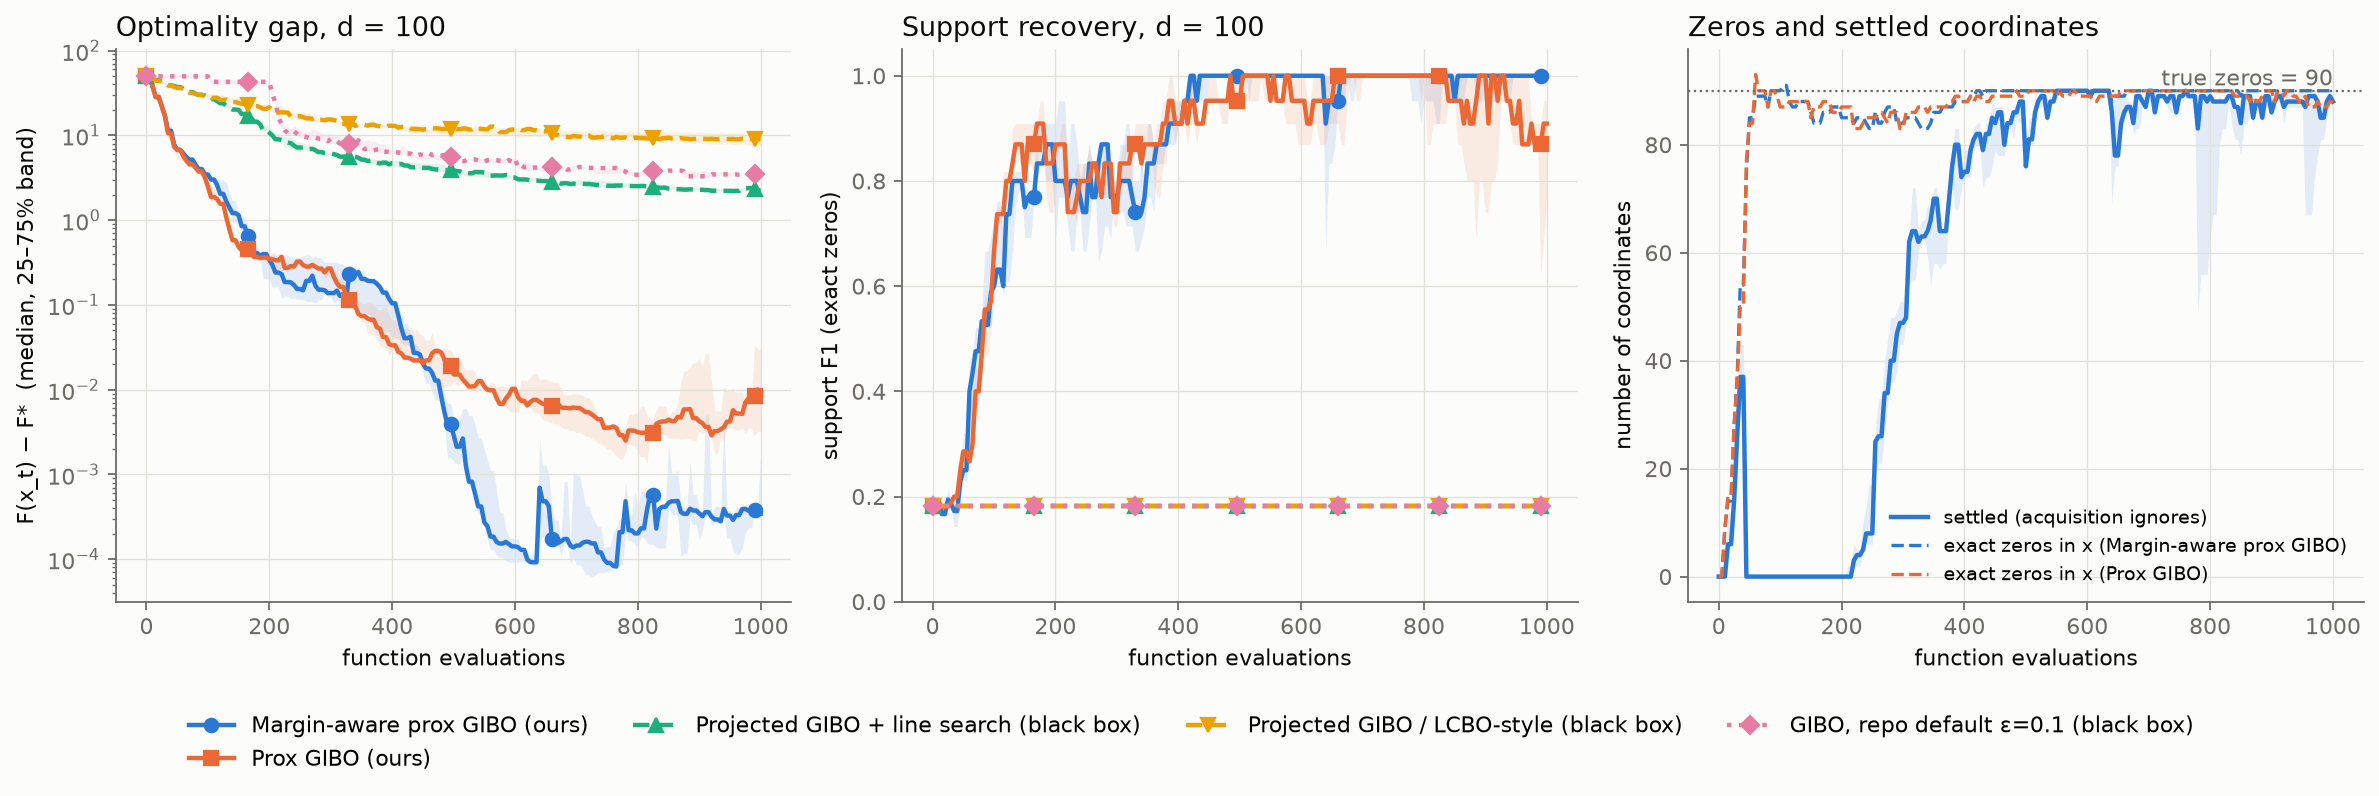 Optimality gap, d = 100
F(x_t) − F* (median, 25–75% band)
10²
10¹
10⁰
10⁻¹
10⁻²
10⁻³
10⁻⁴
0 200 400 600 800 1000
function evaluations
Support recovery, d = 100
support F1 (exact zeros)
1.0
0.8
0.6
0.4
0.2
0.0
0 200 400 600 800 1000
function evaluations
Zeros and settled coordinates
number of coordinates
80
60
40
20
0
true zeros = 90
settled (acquisition ignores)
exact zeros in x (Margin-aware prox GIBO)
exact zeros in x (Prox GIBO)
0 200 400 600 800 1000
function evaluations
Margin-aware prox GIBO (ours)
Prox GIBO (ours)
Projected GIBO + line search (black box)
Projected GIBO / LCBO-style (black box)
GIBO, repo default ε=0.1 (black box)